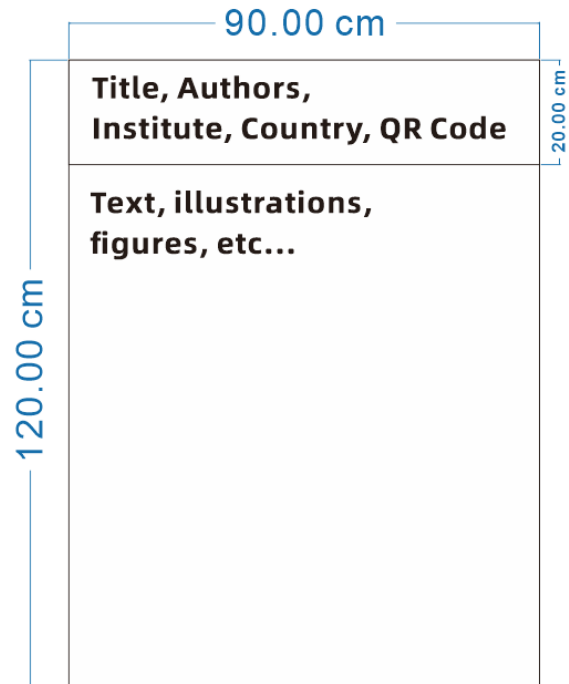 90.00 cm
Title, Authors,
Institute, Country, QR Code
20.00 cm
Text, illustrations,
figures, etc...
120.00 cm